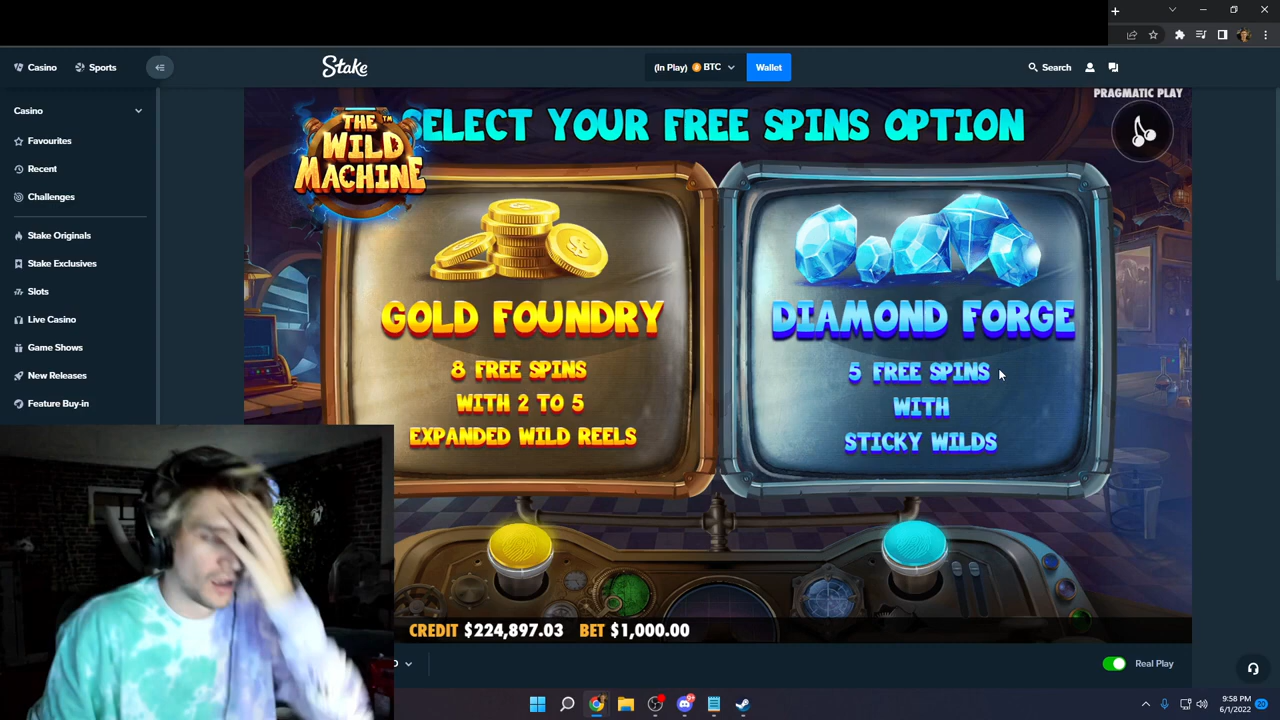 Casino
Sports
Stake
(In Play) BTC
Wallet
Search
Casino
Favourites
Recent
Challenges
Stake Originals
Stake Exclusives
Slots
Live Casino
Game Shows
New Releases
Feature Buy-in
PRAGMATIC PLAY
THE WILD MACHINE™
SELECT YOUR FREE SPINS OPTION
GOLD FOUNDRY
8 FREE SPINS
WITH 2 TO 5
EXPANDED WILD REELS
DIAMOND FORGE
5 FREE SPINS
WITH
STICKY WILDS
CREDIT $224,897.03 BET $1,000.00
Real Play
9:58 PM
6/1/2022
20